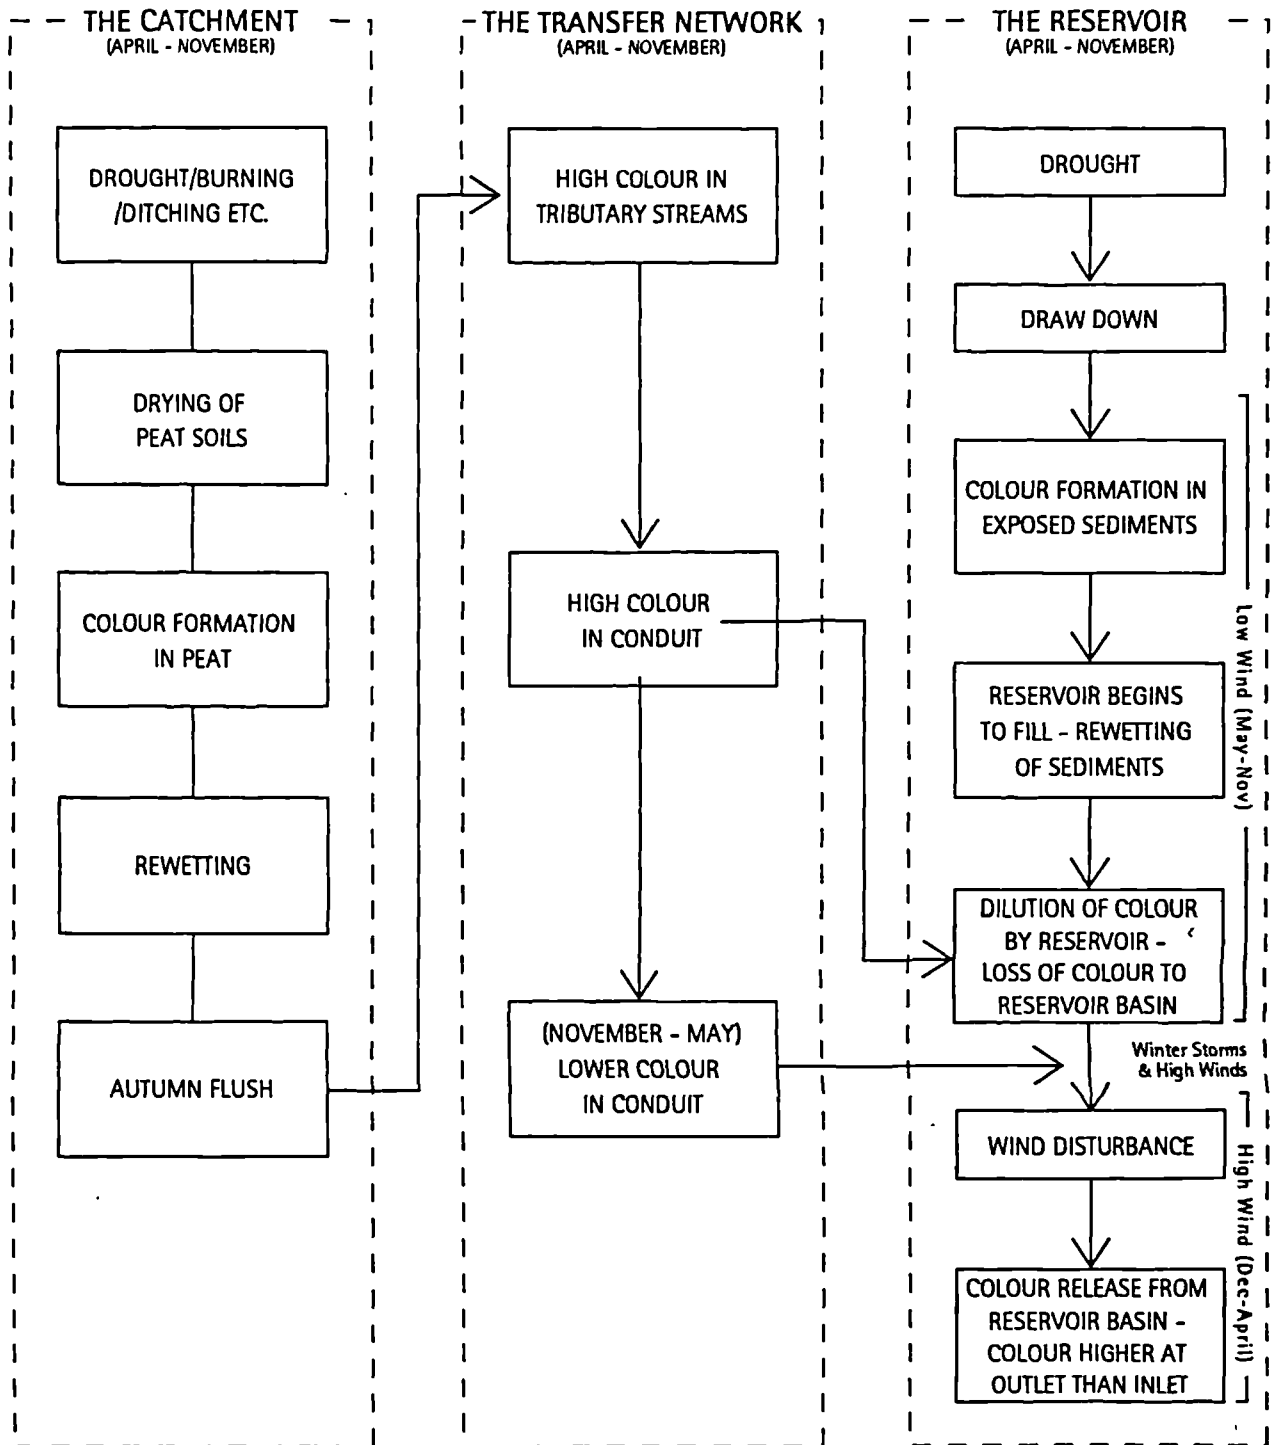 THE CATCHMENT
(APRIL - NOVEMBER)
DROUGHT/BURNING
/DITCHING ETC.
DRYING OF
PEAT SOILS
COLOUR FORMATION
IN PEAT
REWETTING
AUTUMN FLUSH
THE TRANSFER NETWORK
(APRIL - NOVEMBER)
HIGH COLOUR IN
TRIBUTARY STREAMS
HIGH COLOUR
IN CONDUIT
(NOVEMBER - MAY)
LOWER COLOUR
IN CONDUIT
THE RESERVOIR
(APRIL - NOVEMBER)
DROUGHT
DRAW DOWN
COLOUR FORMATION IN
EXPOSED SEDIMENTS
RESERVOIR BEGINS
TO FILL - REWETTING
OF SEDIMENTS
DILUTION OF COLOUR
BY RESERVOIR -
LOSS OF COLOUR TO
RESERVOIR BASIN
Low Wind (May-Nov)
Winter Storms
& High Winds
WIND DISTURBANCE
COLOUR RELEASE FROM
RESERVOIR BASIN -
COLOUR HIGHER AT
OUTLET THAN INLET
High Wind (Dec-April)